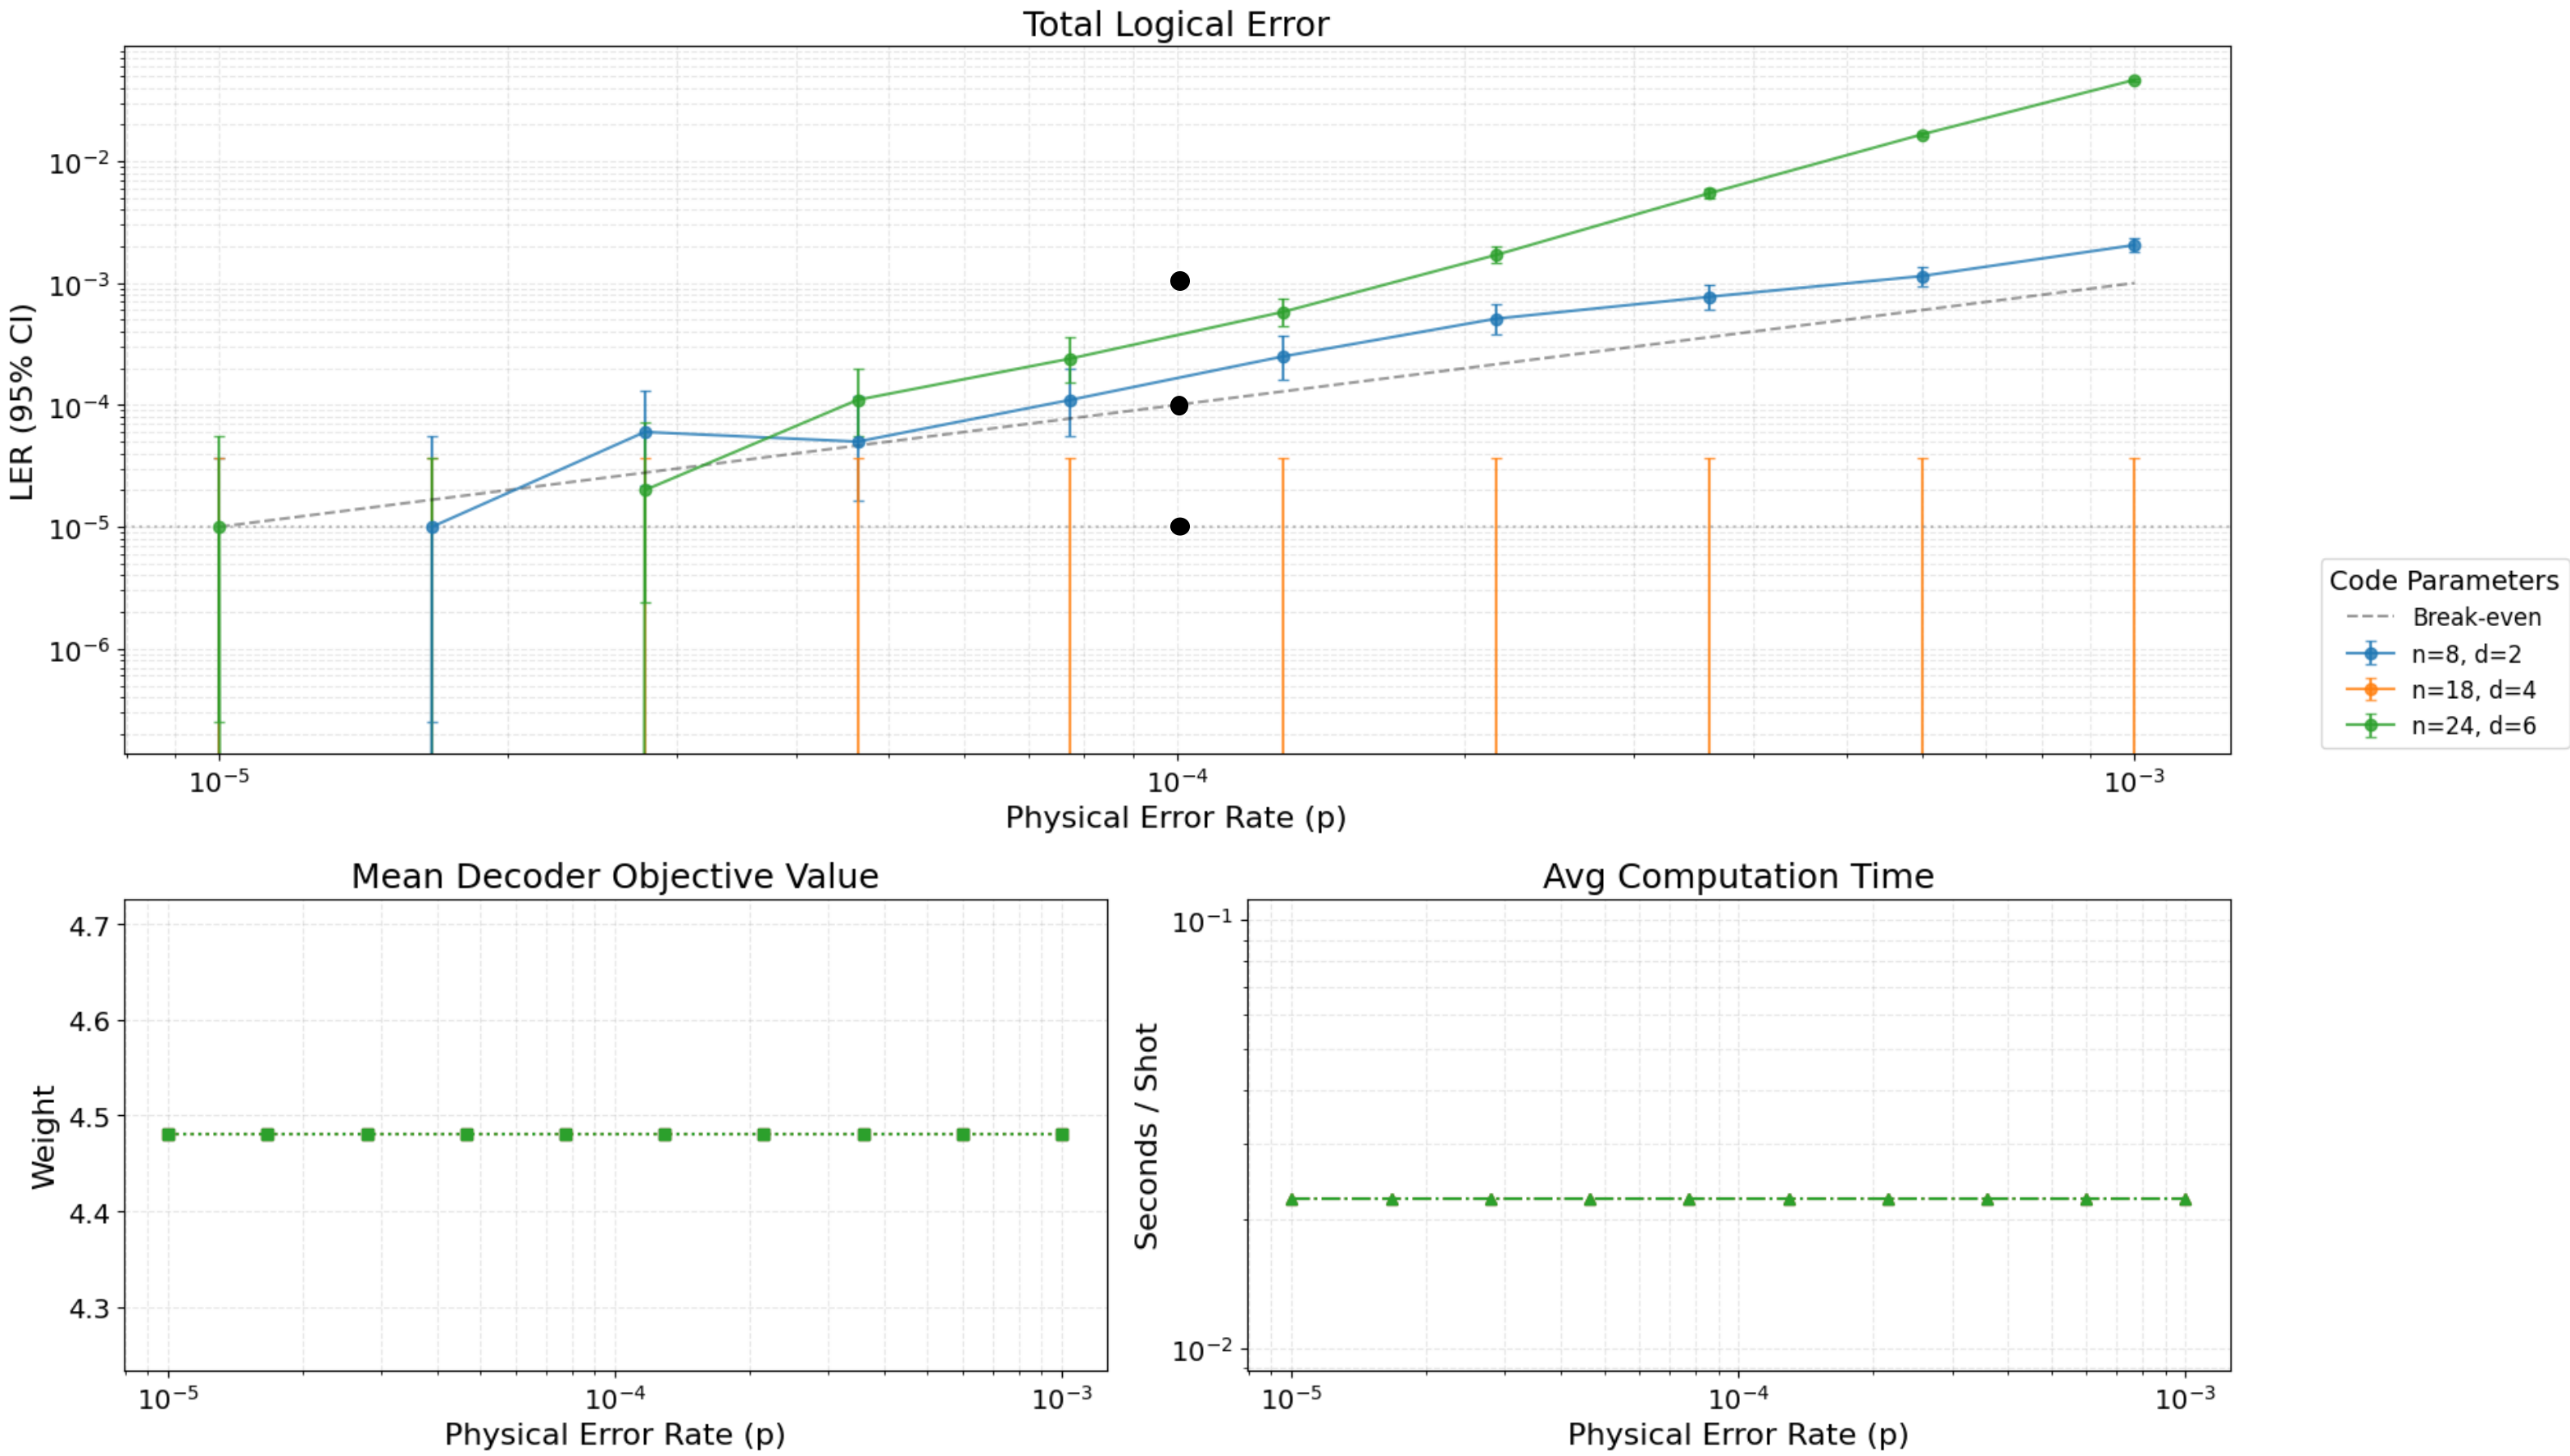 Total Logical Error
LER (95% CI)
10⁻²
10⁻³
10⁻⁴
10⁻⁵
10⁻⁶
10⁻⁵
10⁻⁴
10⁻³
Physical Error Rate (p)
Code Parameters
Break-even
n=8, d=2
n=18, d=4
n=24, d=6
Mean Decoder Objective Value
Weight
4.7
4.6
4.5
4.4
4.3
10⁻⁵
10⁻⁴
10⁻³
Physical Error Rate (p)
Avg Computation Time
Seconds / Shot
10⁻¹
10⁻²
10⁻⁵
10⁻⁴
10⁻³
Physical Error Rate (p)